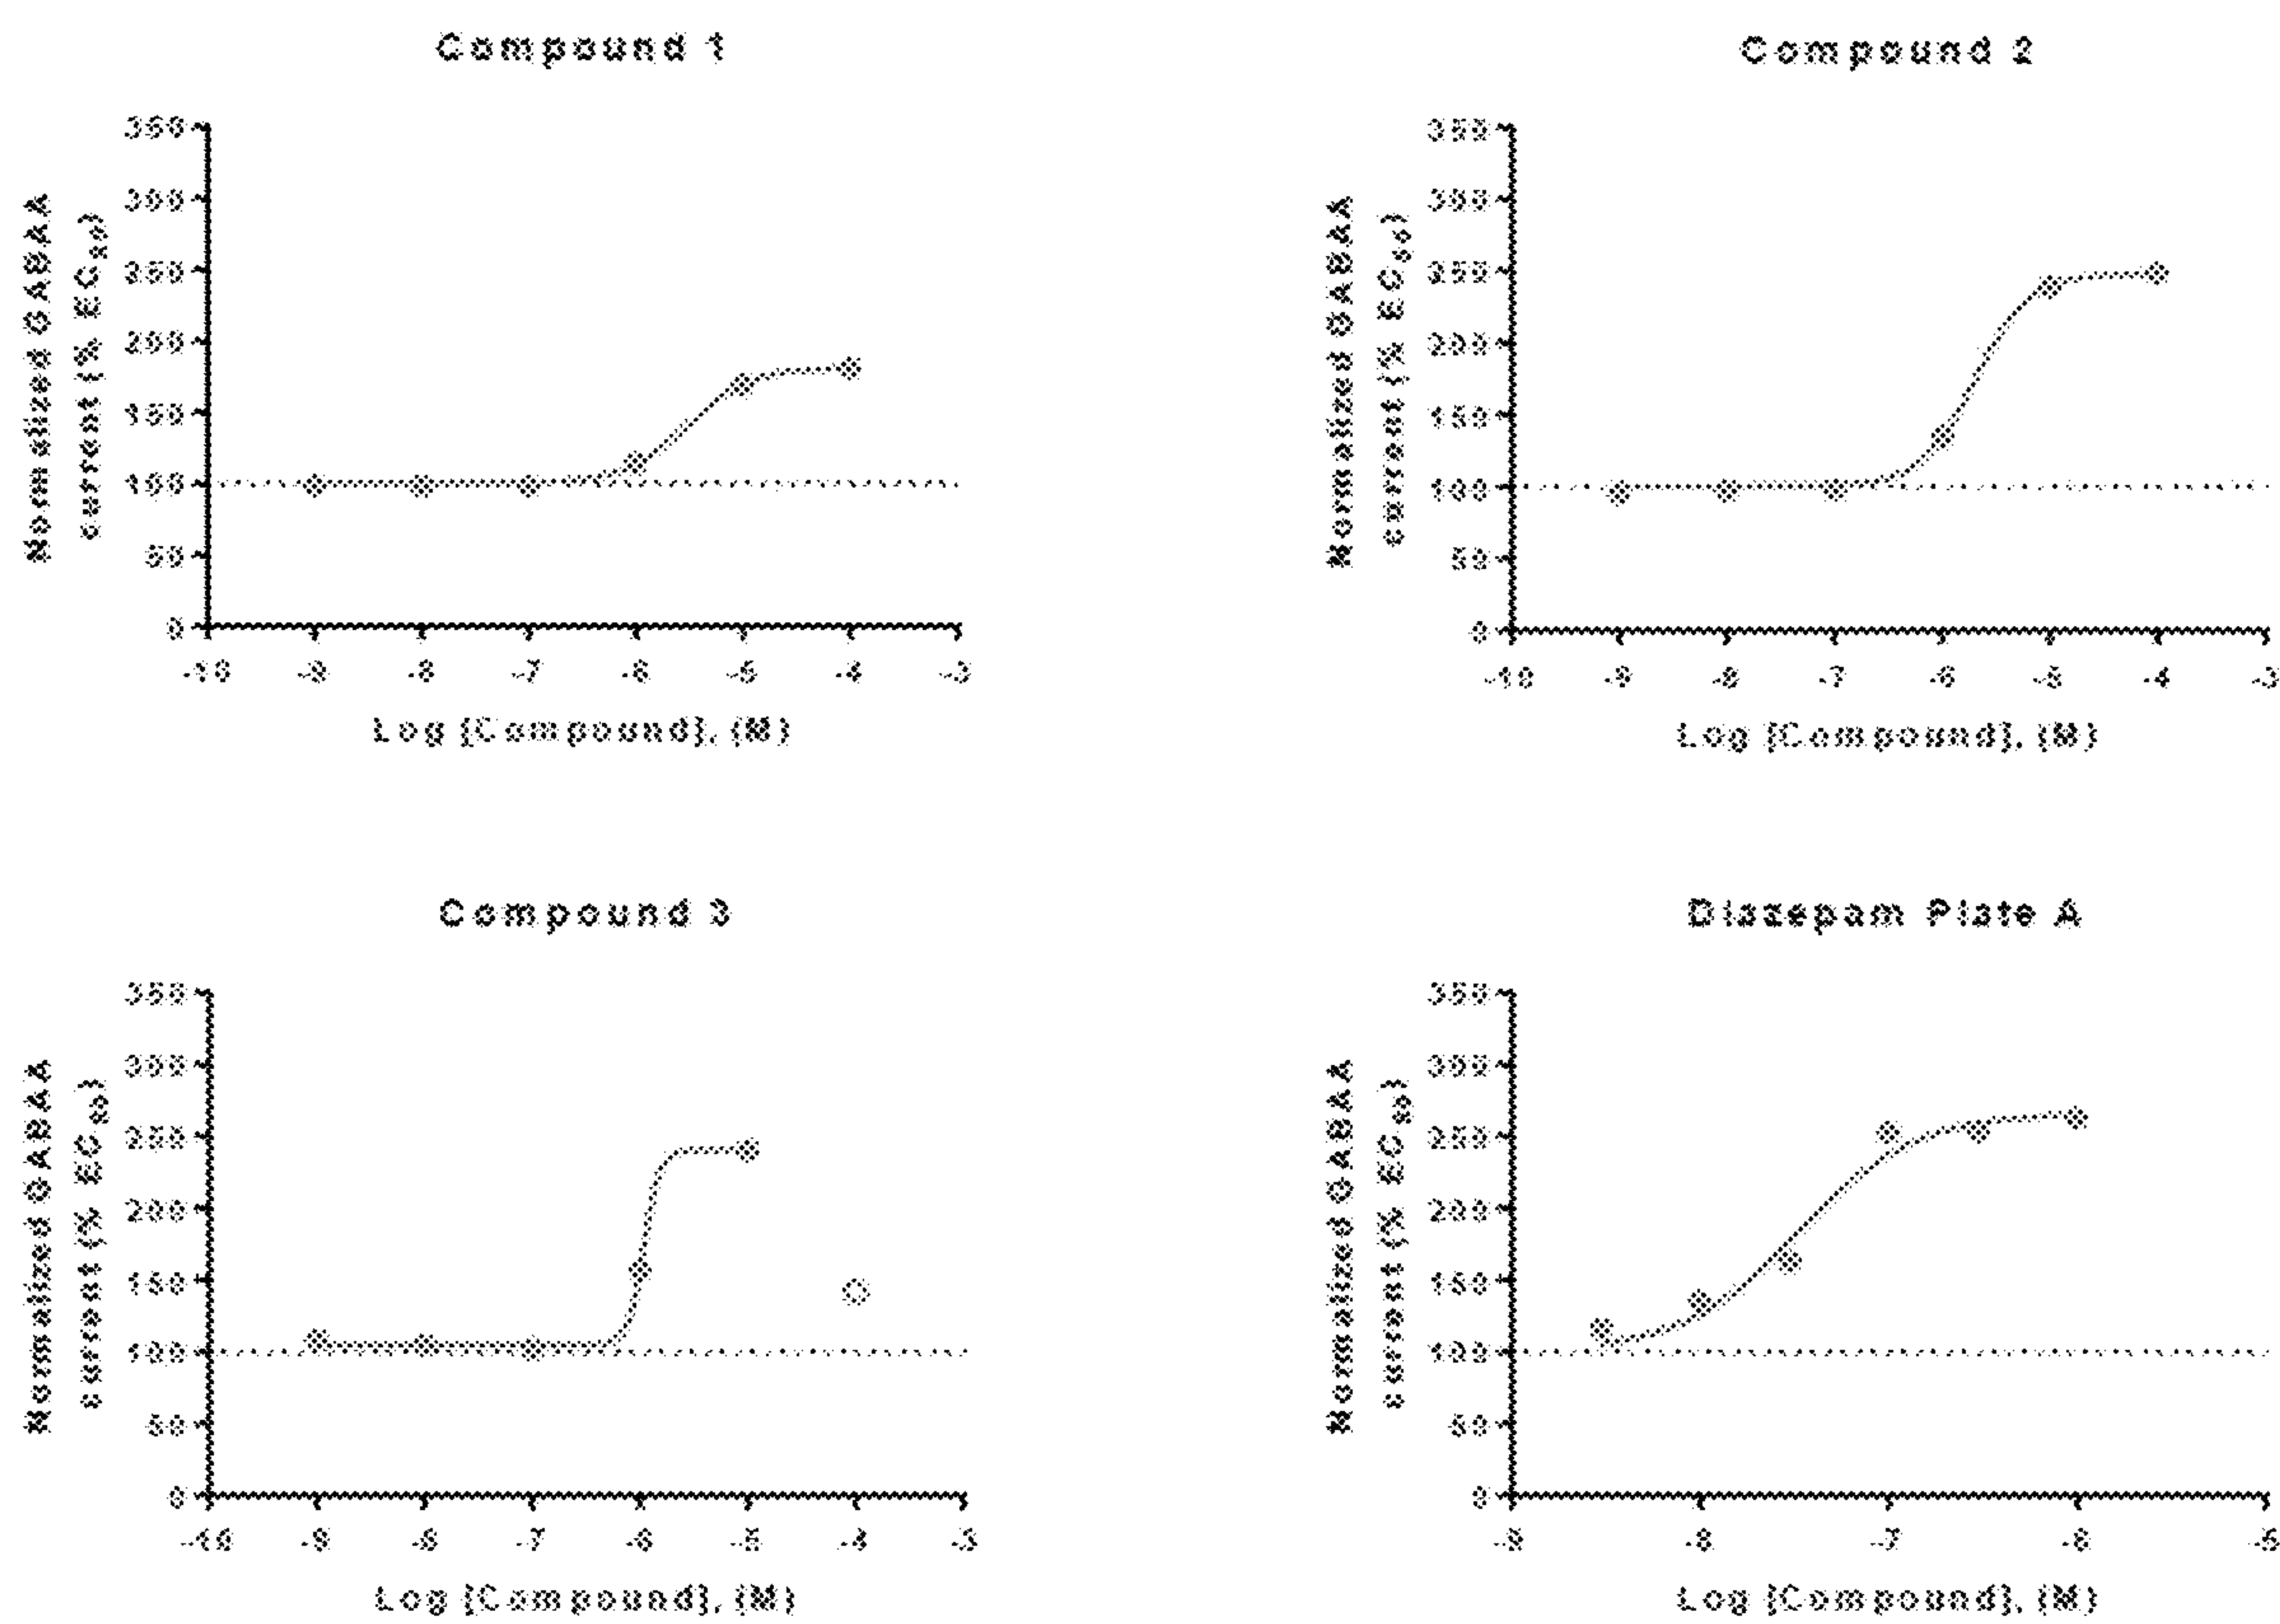 Compound 1
Normalized GABAA
current (%
350
300
250
200
150
100
50
0
-10 -9 -8 -7 -6 -5 -4 -3
Log [Compound], (M)
Compound 2
Normalized GABAA
current (%
350
300
250
200
150
100
50
0
-10 -9 -8 -7 -6 -5 -4 -3
Log [Compound], (M)
Compound 3
Normalized GABAA
current (%
350
300
250
200
150
100
50
0
-10 -9 -8 -7 -6 -5 -4 -3
Log [Compound], (M)
Diazepam Plate A
Normalized GABAA
current (%
350
300
250
200
150
100
50
0
-9 -8 -7 -6 -5
Log [Compound], (M)